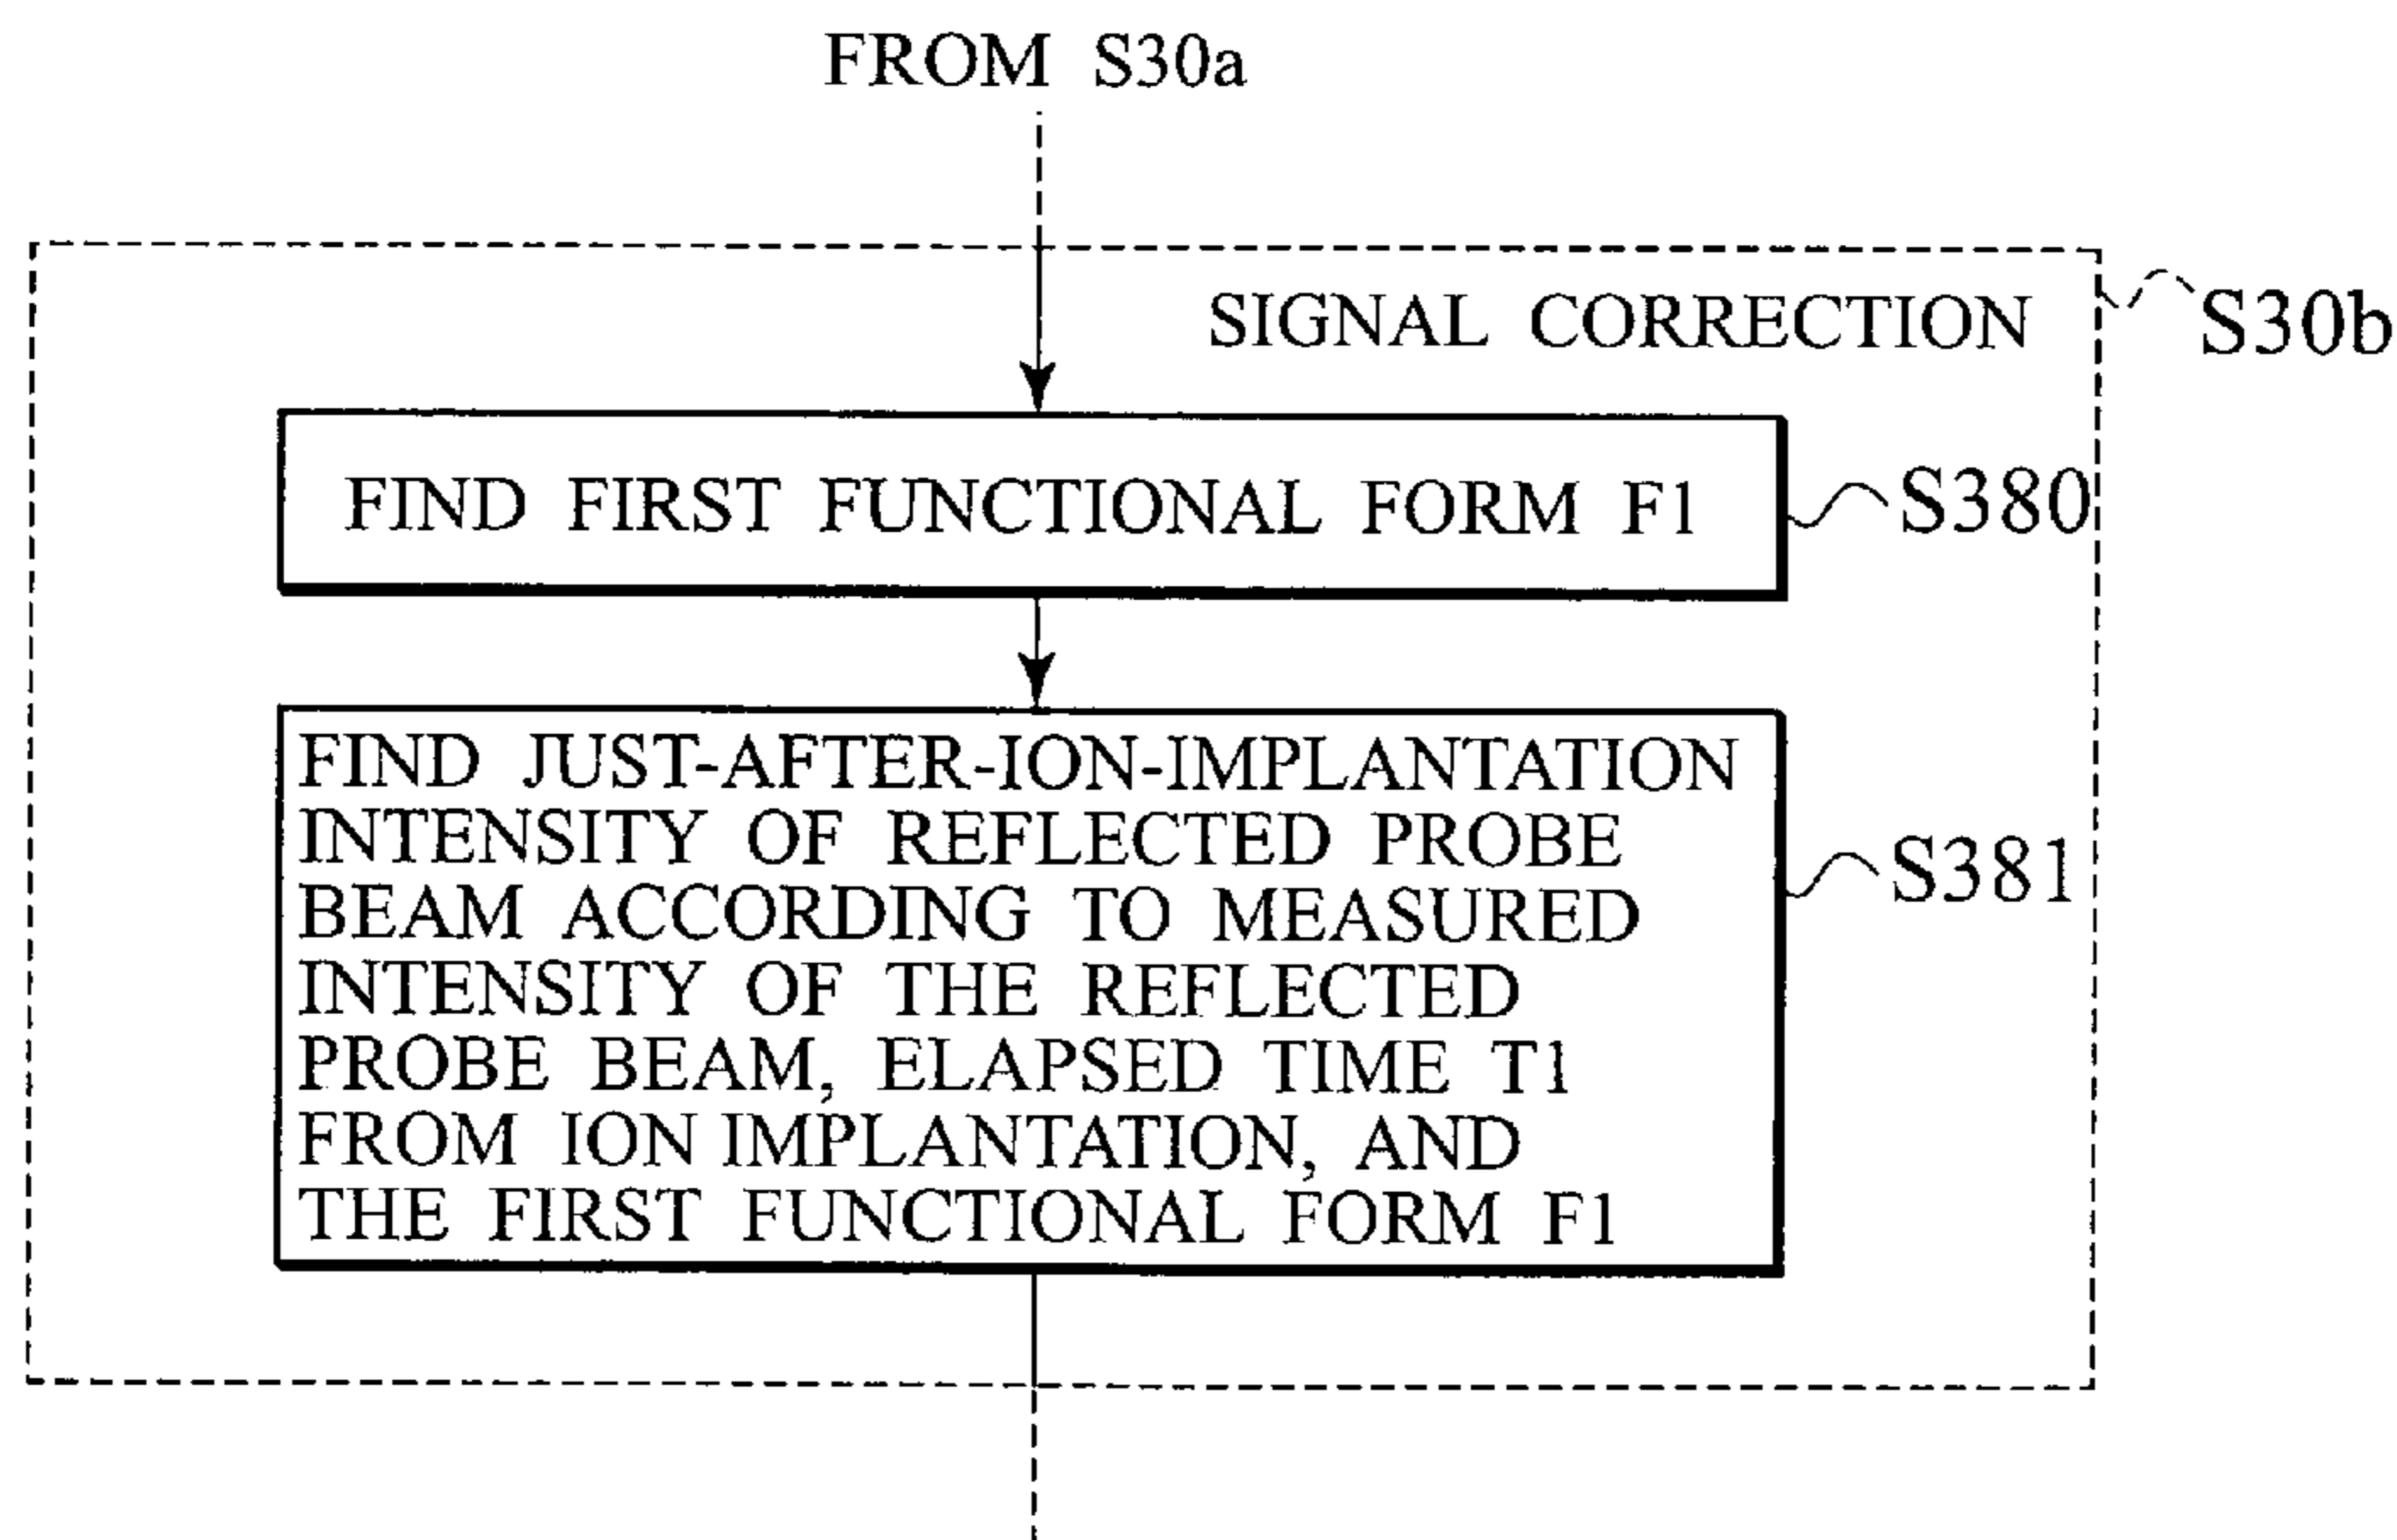 FROM S30a
SIGNAL CORRECTION
S30b
FIND FIRST FUNCTIONAL FORM F1
S380
FIND JUST-AFTER-ION-IMPLANTATION
INTENSITY OF REFLECTED PROBE
BEAM ACCORDING TO MEASURED
INTENSITY OF THE REFLECTED
PROBE BEAM, ELAPSED TIME T1
FROM ION IMPLANTATION, AND
THE FIRST FUNCTIONAL FORM F1
S381